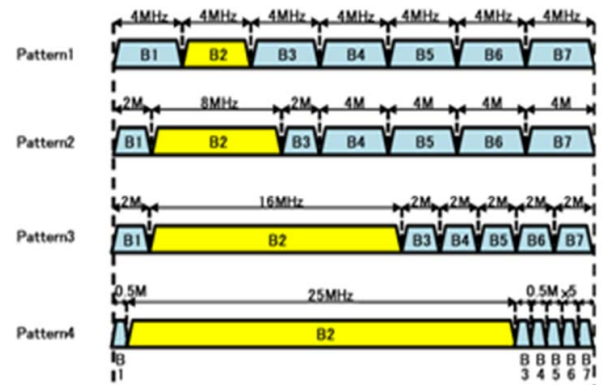 4MHz 4MHz 4MHz 4MHz 4MHz 4MHz 4MHz
Pattern1 B1 B2 B3 B4 B5 B6 B7
2M 8MHz 2M 4M 4M 4M 4M
Pattern2 B1 B2 B3 B4 B5 B6 B7
2M 16MHz 2M 2M 2M 2M 2M
Pattern3 B1 B2 B3 B4 B5 B6 B7
0.5M 25MHz 0.5M ×5
Pattern4 B2
B B B B B B
1 3 4 5 6 7